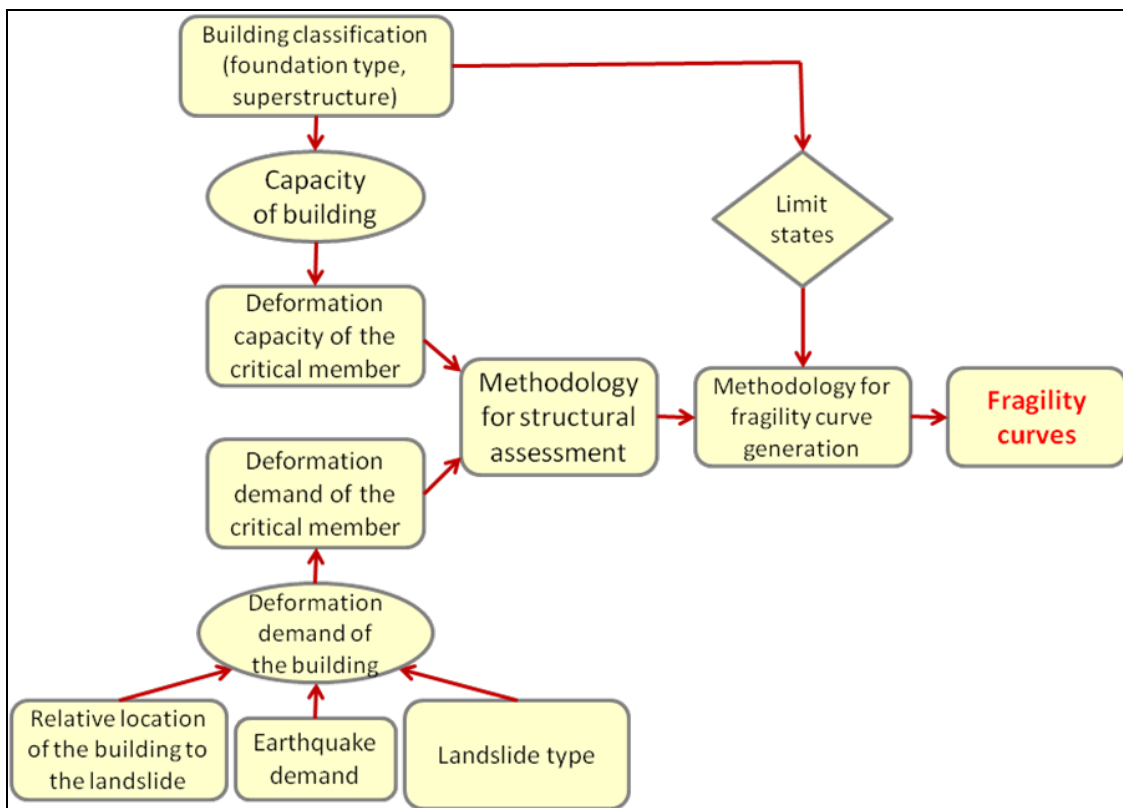 Building classification
(foundation type,
superstructure)
Capacity
of building
Limit
states
Deformation
capacity of the
critical member
Methodology
for structural
assessment
Methodology for
fragility curve
generation
Fragility
curves
Deformation
demand of the
critical member
Deformation
demand of
the building
Relative location
of the building to
the landslide
Earthquake
demand
Landslide type